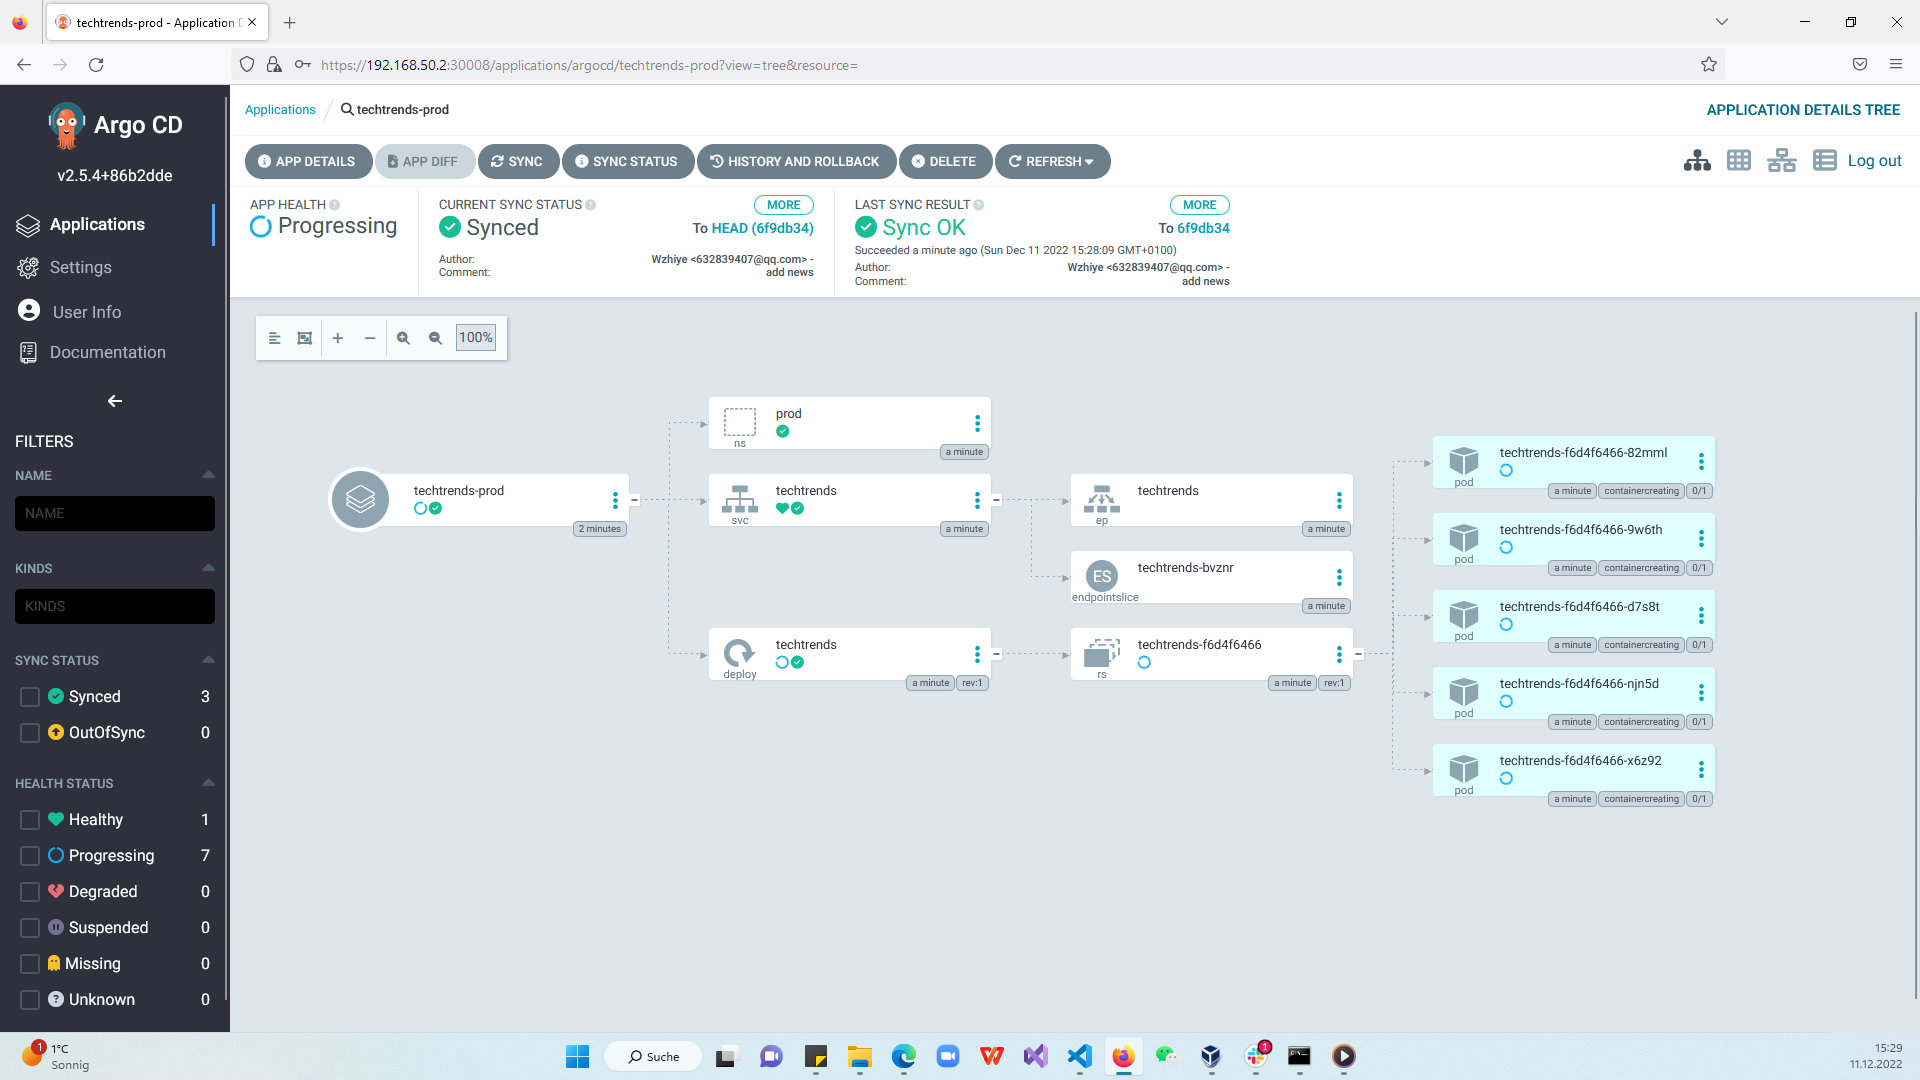 techtrends-prod - Application D
https://192.168.50.2:30008/applications/argocd/techtrends-prod?view=tree&resource=
Argo CD
v2.5.4+86b2dde
Applications
Settings
User Info
Documentation
FILTERS
NAME
NAME
KINDS
KINDS
SYNC STATUS
Synced 3
OutOfSync 0
HEALTH STATUS
Healthy 1
Progressing 7
Degraded 0
Suspended 0
Missing 0
Unknown 0
Applications / techtrends-prod
APPLICATION DETAILS TREE
APP DETAILS APP DIFF SYNC SYNC STATUS HISTORY AND ROLLBACK DELETE REFRESH
Log out
APP HEALTH
Progressing
CURRENT SYNC STATUS MORE
Synced To HEAD (6f9db34)
Author: Wzhiye <632839407@qq.com> -
Comment: add news
LAST SYNC RESULT MORE
Sync OK To 6f9db34
Succeeded a minute ago (Sun Dec 11 2022 15:28:09 GMT+0100)
Author: Wzhiye <632839407@qq.com> -
Comment: add news
100%
techtrends-prod
2 minutes
prod
ns
a minute
techtrends
svc
a minute
techtrends
deploy
a minute rev:1
techtrends
ep
a minute
ES
techtrends-bvznr
endpointslice
a minute
techtrends-f6d4f6466
rs
a minute rev:1
techtrends-f6d4f6466-82mml
pod
a minute containercreating 0/1
techtrends-f6d4f6466-9w6th
pod
a minute containercreating 0/1
techtrends-f6d4f6466-d7s8t
pod
a minute containercreating 0/1
techtrends-f6d4f6466-njn5d
pod
a minute containercreating 0/1
techtrends-f6d4f6466-x6z92
pod
a minute containercreating 0/1
1
1°C
Sonnig
Suche
1
15:29
11.12.2022